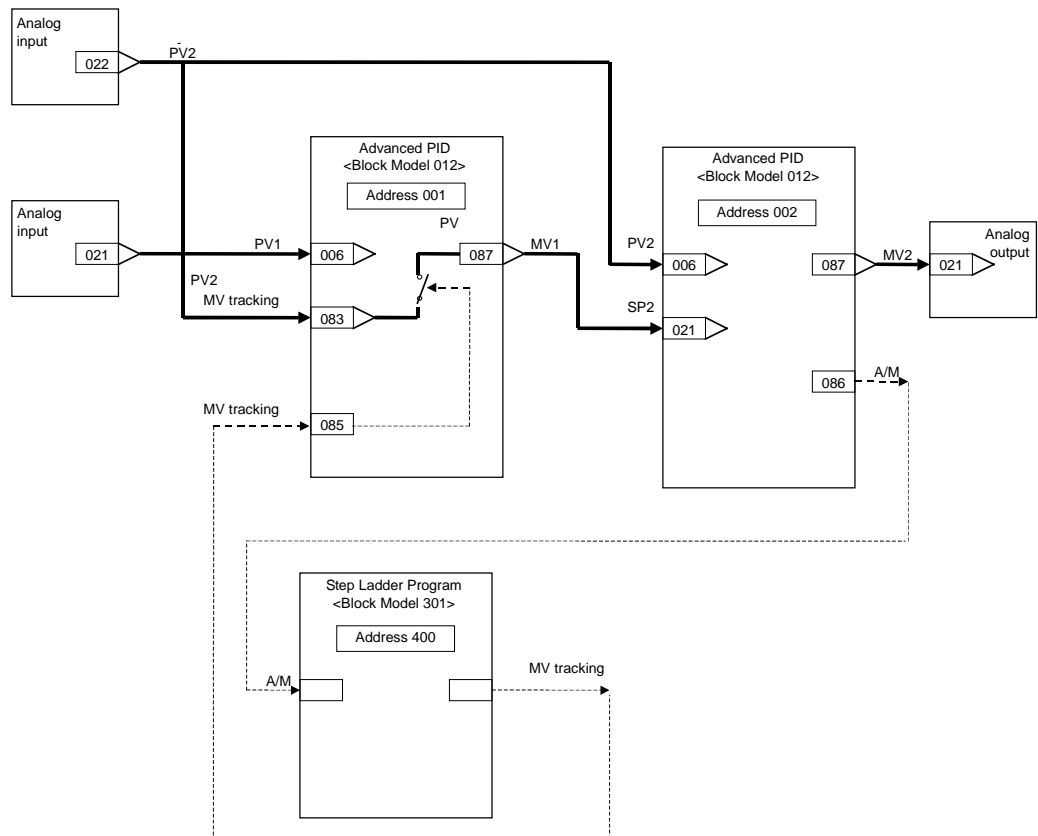 Analog
input
022
PV2
Advanced PID
<Block Model 012>
Address 001
PV
Advanced PID
<Block Model 012>
Address 002
Analog
input
021
PV1
006
087
MV1
PV2
MV tracking
083
MV tracking
085
PV2
006
SP2
021
087
MV2
021
Analog
output
086
A/M
Step Ladder Program
<Block Model 301>
Address 400
A/M
MV tracking